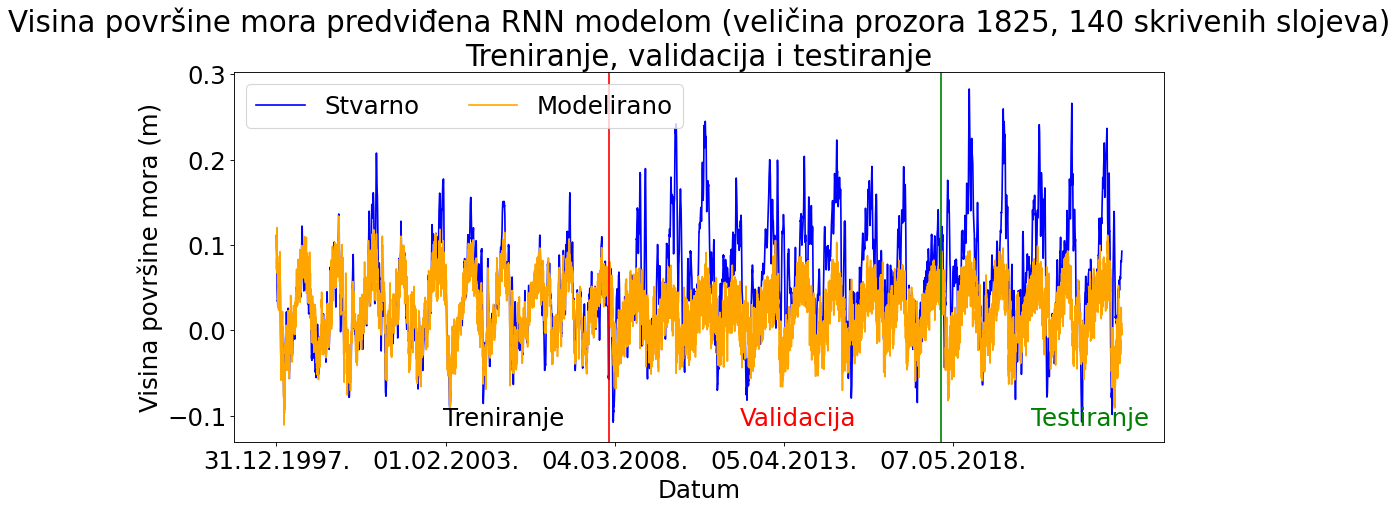 Visina površine mora predviđena RNN modelom (veličina prozora 1825, 140 skrivenih slojeva)
Treniranje, validacija i testiranje
Stvarno
Modelirano
Visina površine mora (m)
0.3
0.2
0.1
0.0
−0.1
Treniranje
Validacija
Testiranje
31.12.1997.
01.02.2003.
04.03.2008.
05.04.2013.
07.05.2018.
Datum